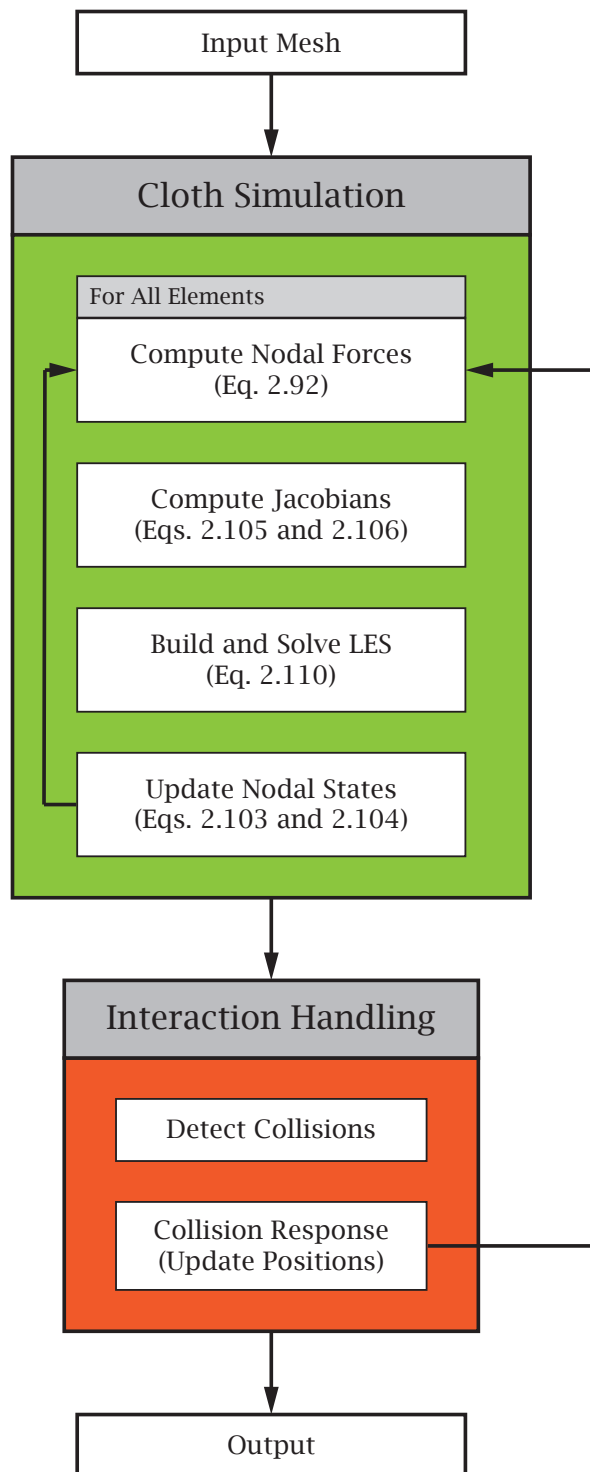 Input Mesh
Cloth Simulation
For All Elements
Compute Nodal Forces
(Eq. 2.92)
Compute Jacobians
(Eqs. 2.105 and 2.106)
Build and Solve LES
(Eq. 2.110)
Update Nodal States
(Eqs. 2.103 and 2.104)
Interaction Handling
Detect Collisions
Collision Response
(Update Positions)
Output